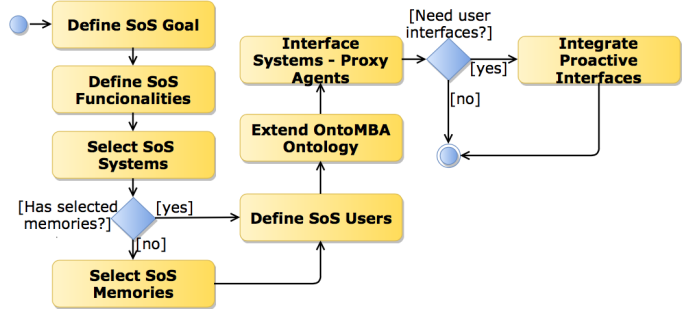 Define SoS Goal
Define SoS
Funcionalities
Select SoS
Systems
[Has selected
memories?]
[yes]
[no]
Select SoS
Memories
Define SoS Users
Extend OntoMBA
Ontology
Interface
Systems - Proxy
Agents
[Need user
interfaces?]
[yes]
[no]
Integrate
Proactive
Interfaces